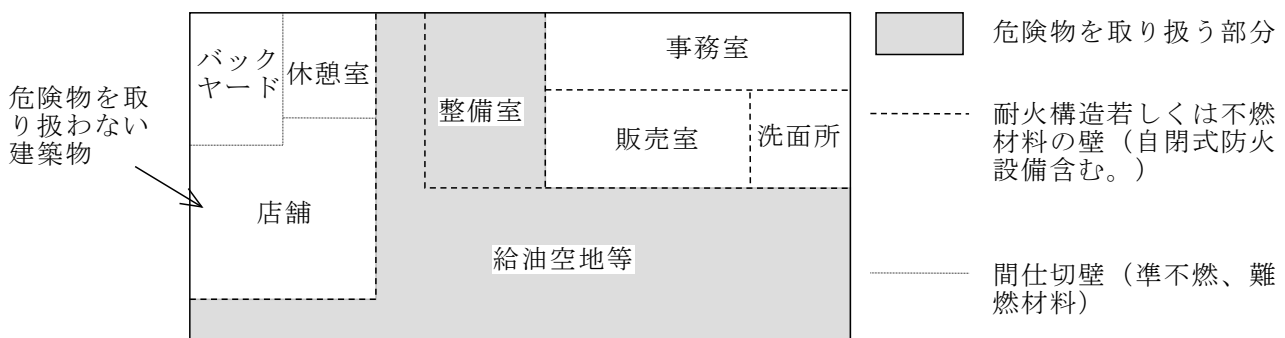 危険物を取
り扱わない
建築物
バック
ヤード
休憩室
店舗
整備室
事務室
販売室
洗面所
給油空地等
危険物を取り扱う部分
耐火構造若しくは不燃
材料の壁（自閉式防火
設備含む。）
間仕切壁（準不燃、難
燃材料）